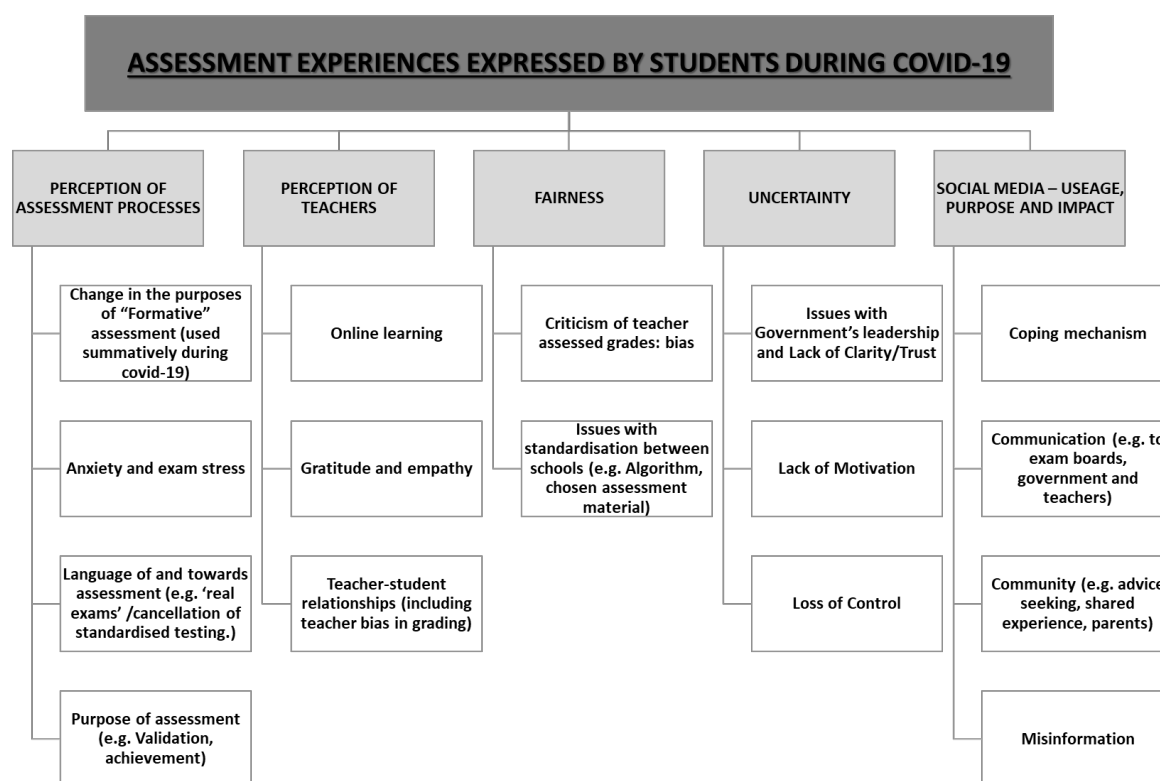 ASSESSMENT EXPERIENCES EXPRESSED BY STUDENTS DURING COVID-19
PERCEPTION OF
ASSESSMENT PROCESSES
Change in the purposes
of “Formative”
assessment (used
summatively during
covid-19)
Anxiety and exam stress
Language of and towards
assessment (e.g. ‘real
exams’ /cancellation of
standardised testing.)
Purpose of assessment
(e.g. Validation,
achievement)
PERCEPTION OF
TEACHERS
Online learning
Gratitude and empathy
Teacher-student
relationships (including
teacher bias in grading)
FAIRNESS
Criticism of teacher
assessed grades: bias
Issues with
standardisation between
schools (e.g. Algorithm,
chosen assessment
material)
UNCERTAINTY
Issues with
Government’s leadership
and Lack of Clarity/Trust
Lack of Motivation
Loss of Control
SOCIAL MEDIA – USEAGE,
PURPOSE AND IMPACT
Coping mechanism
Communication (e.g. to
exam boards,
government and
teachers)
Community (e.g. advice
seeking, shared
experience, parents)
Misinformation